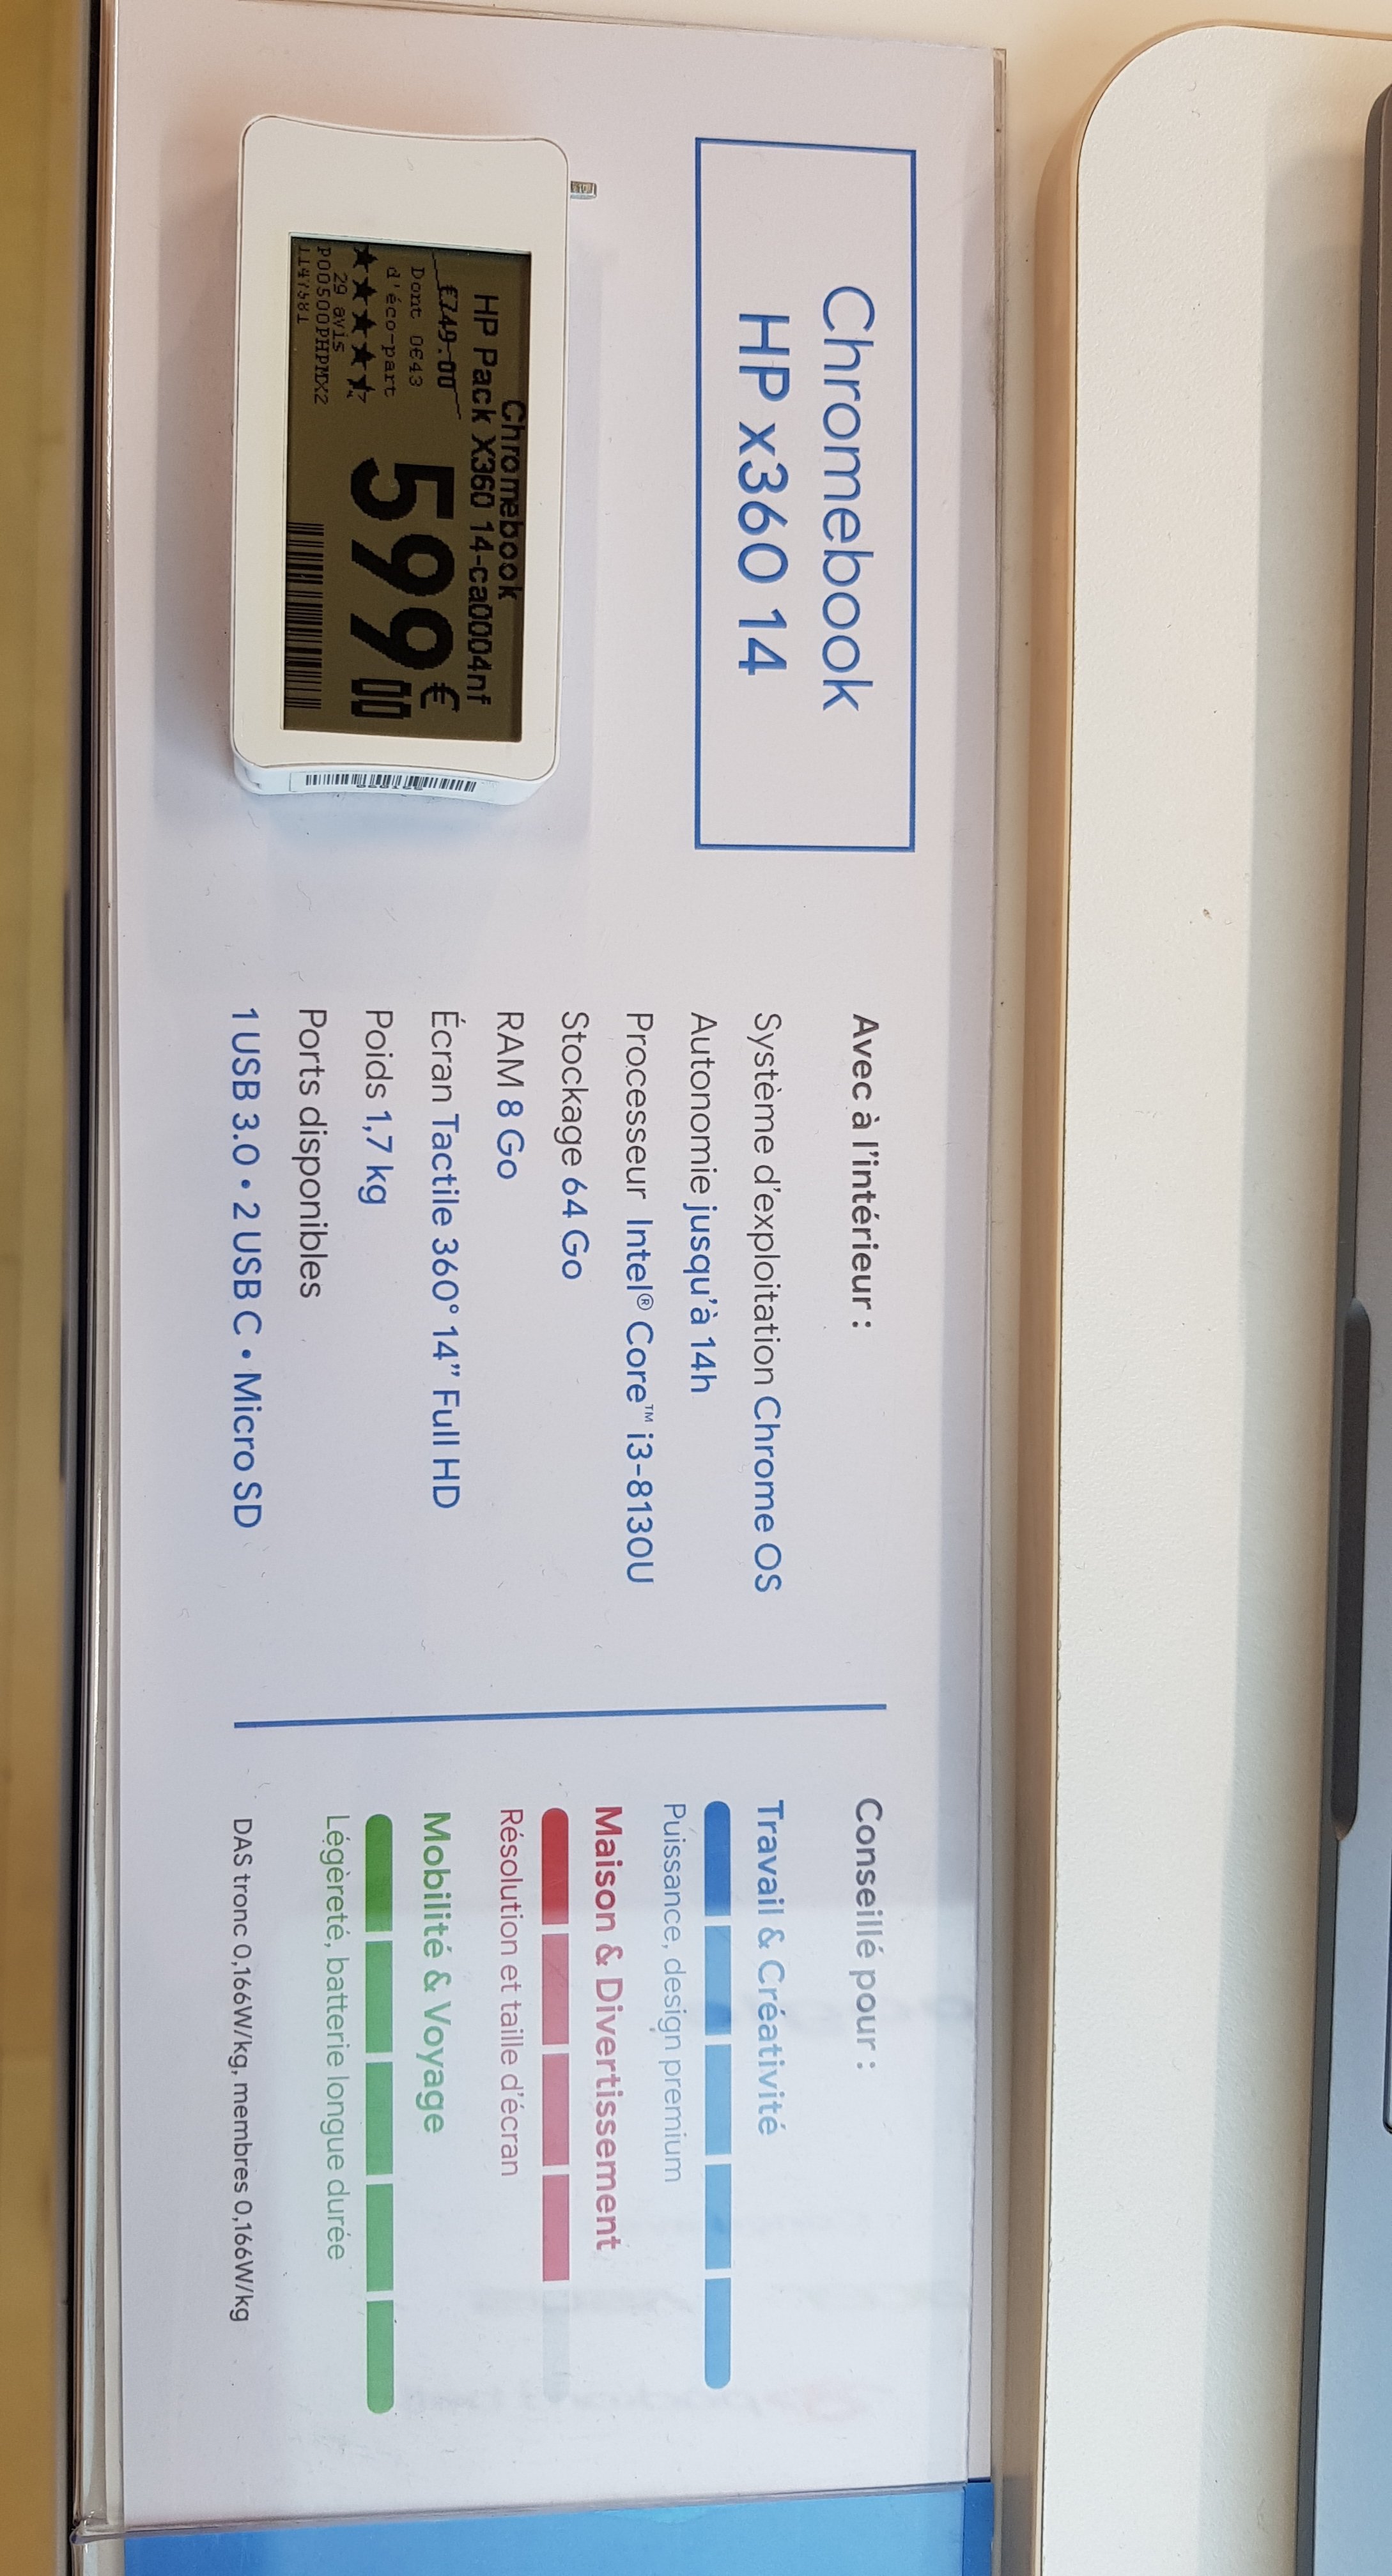 Chromebook
HP x360 14
Chromebook
HP Pack X360 14-ca0004nf
€749.00
Dont 0€43
d'éco-part
599€00
29 avis
P00500PHPMX2
1147581
Avec à l'intérieur :
Système d'exploitation Chrome OS
Autonomie jusqu'à 14h
Processeur Intel® Core™ i3-8130U
Stockage 64 Go
RAM 8 Go
Écran Tactile 360° 14” Full HD
Poids 1,7 kg
Ports disponibles
1 USB 3.0 • 2 USB C • Micro SD
Conseillé pour :
Travail & Créativité
Puissance, design premium
Maison & Divertissement
Résolution et taille d'écran
Mobilité & Voyage
Légèreté, batterie longue durée
DAS tronc 0,166W/kg, membres 0,166W/kg